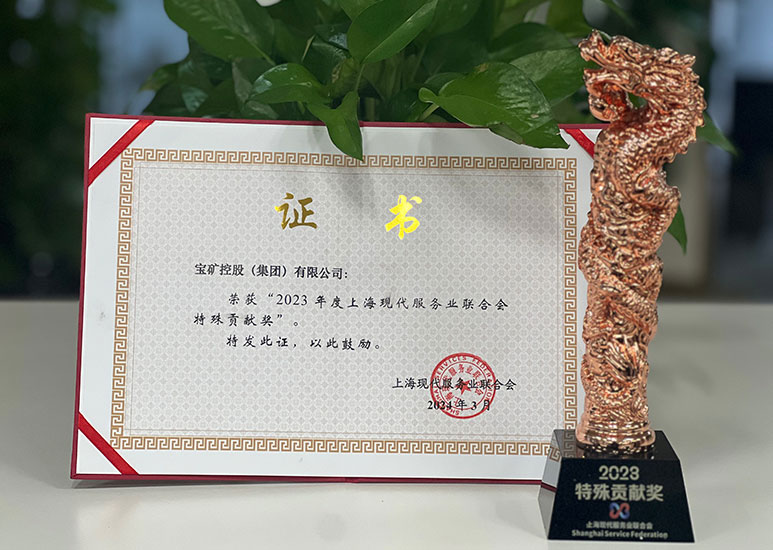 证 书
宝矿控股（集团）有限公司：
荣获“2023年度上海现代服务业联合会
特殊贡献奖”。
特发此证，以此鼓励。
上海现代服务业联合会
2024年3月
2023
特殊贡献奖
上海现代服务业联合会
Shanghai Service Federation